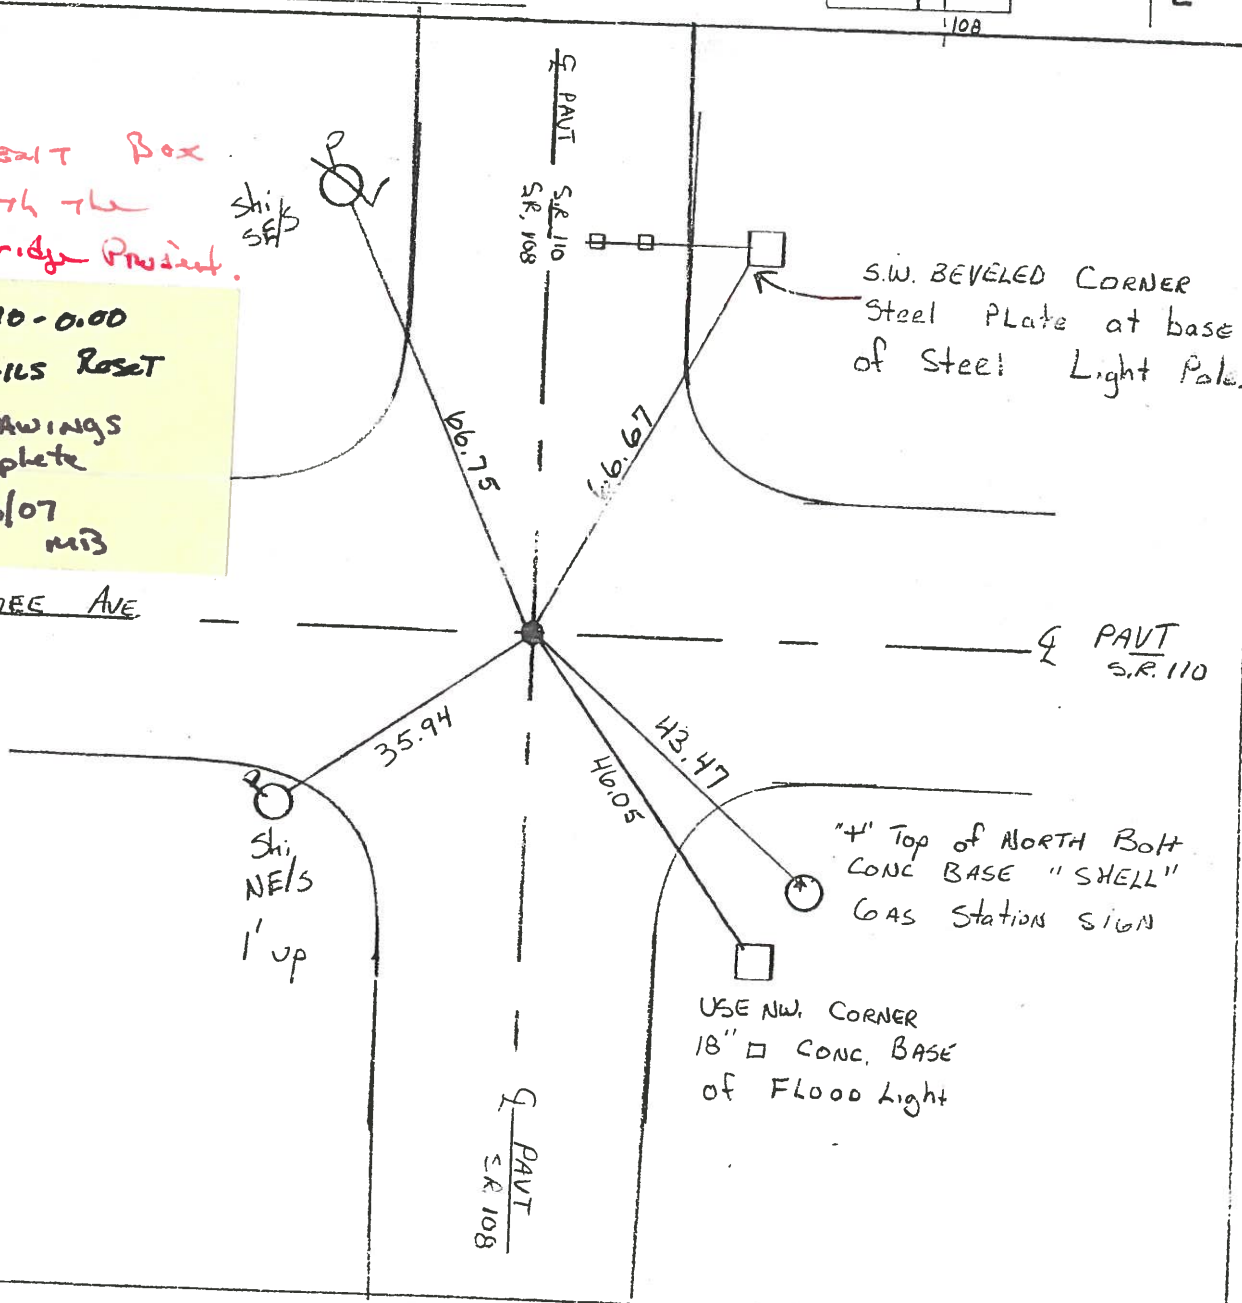 108
℄ PAVT
S.R. 110
S.R. 108
Box
the
Project.
0-0.00
Reset
AWINGS
plete
/07
MB
Shi
SE/S
66.75
66.67
S.W. BEVELED CORNER
Steel PLate at base
of Steel Light Pole.
AVE.
℄ PAVT
S.R. 110
35.94
43.47
46.05
Shi
NE/S
1' up
"+" Top of NORTH Bolt
CONC BASE "SHELL"
GAS Station SIGN
USE NW. CORNER
18" □ CONC. BASE
of FLOOD Light
℄ PAVT
S.R. 108